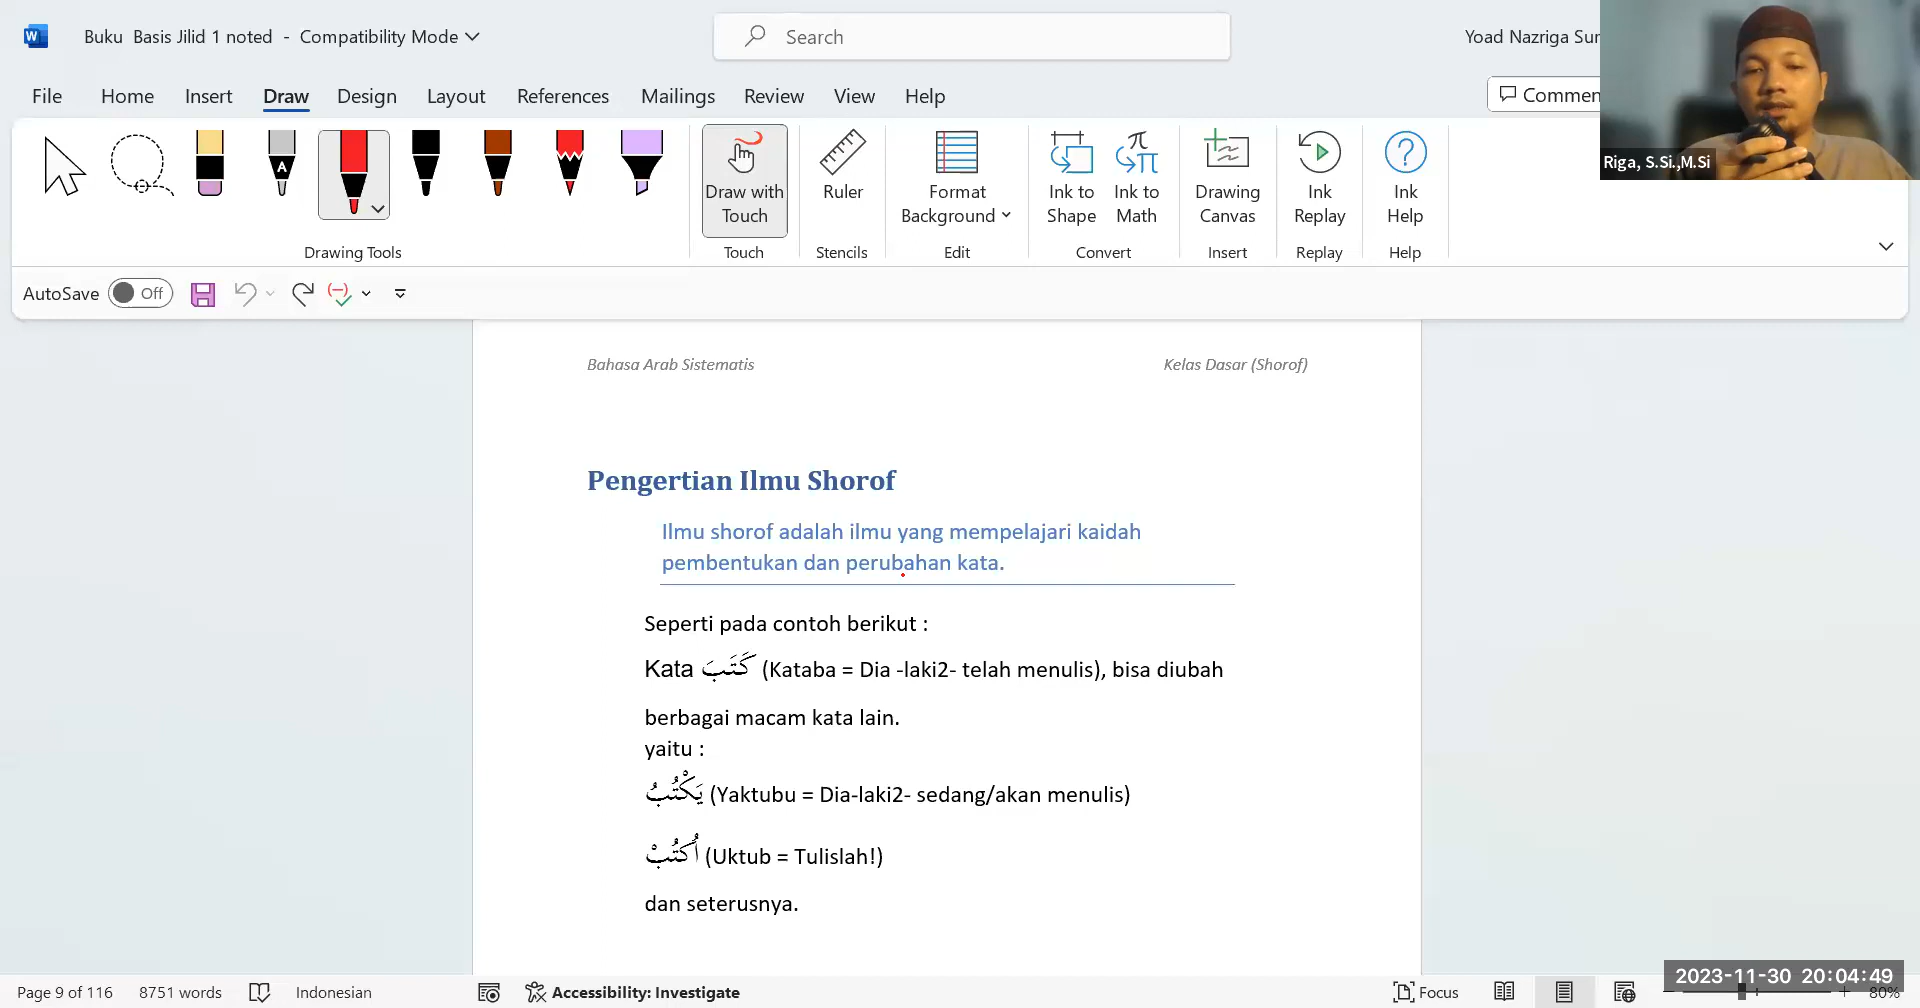 Buku Basis Jilid 1 noted - Compatibility Mode
Search
Yoad Nazriga
File Home Insert Draw Design Layout References Mailings Review View Help
Draw with Touch
Ruler
Format Background
Ink to Shape
Ink to Math
Drawing Canvas
Ink Replay
Ink Help
Riga, S.Si.,M.Si
Drawing Tools Touch Stencils Edit Convert Insert Replay Help
AutoSave Off
Bahasa Arab Sistematis Kelas Dasar (Shorof)
Pengertian Ilmu Shorof
Ilmu shorof adalah ilmu yang mempelajari kaidah
pembentukan dan perubahan kata.
Seperti pada contoh berikut :
Kata كَتَبَ (Kataba = Dia -laki2- telah menulis), bisa diubah
berbagai macam kata lain.
yaitu :
يَكْتُبُ (Yaktubu = Dia-laki2- sedang/akan menulis)
اُكتُبْ (Uktub = Tulislah!)
dan seterusnya.
Page 9 of 116 8751 words Indonesian Accessibility: Investigate Focus 80%
2023-11-30 20:04:49